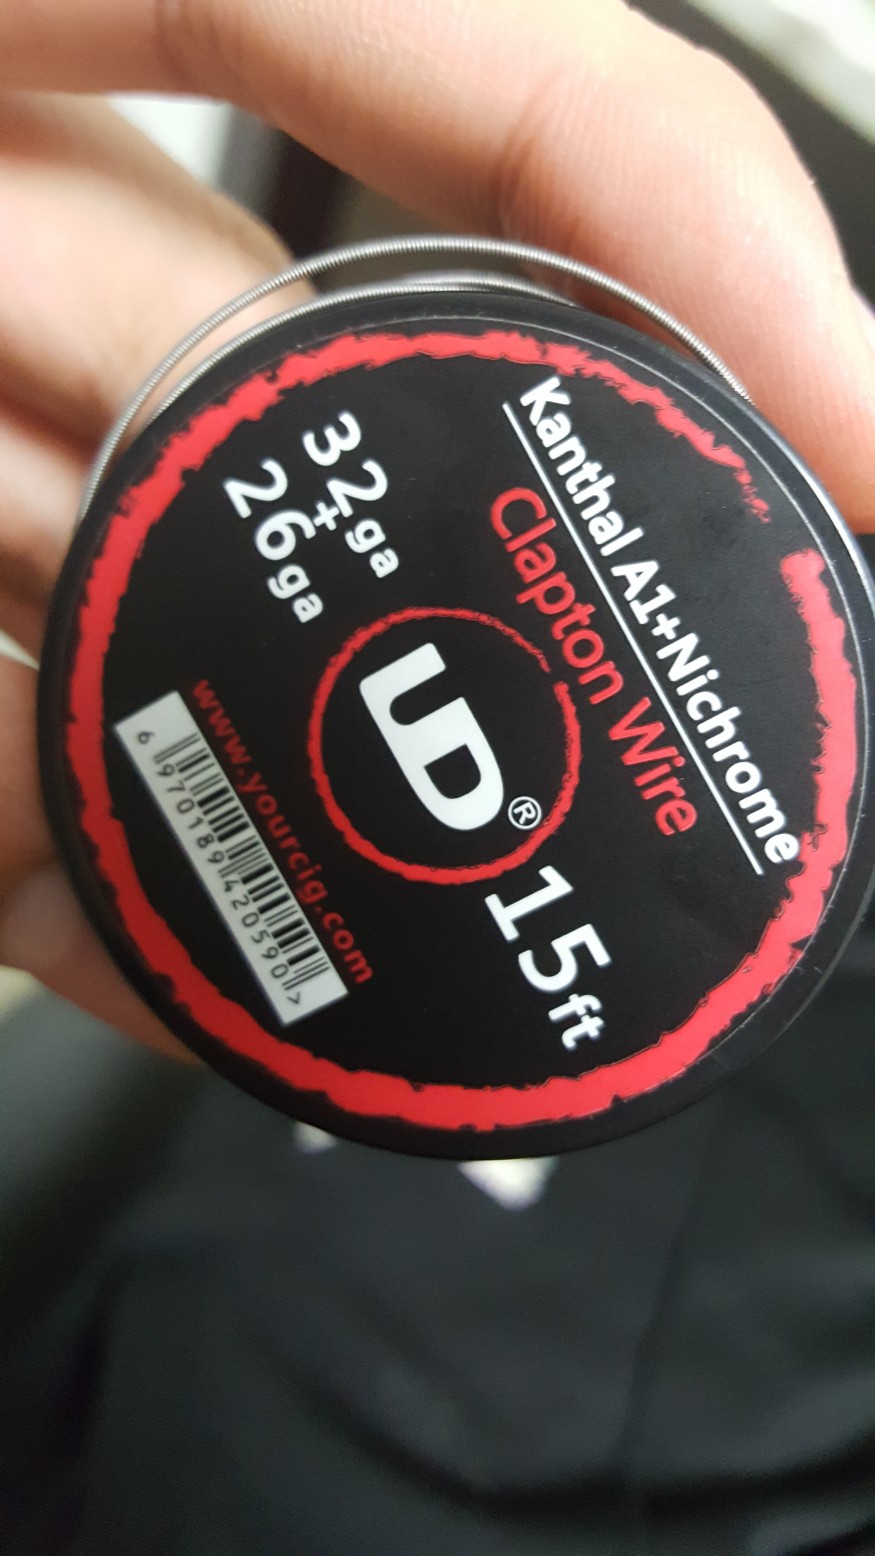 Kanthal A1+Nichrome
Clapton Wire
32ga
+
26ga
UD®
15ft
www.yourcig.com
6 970189 420590 >